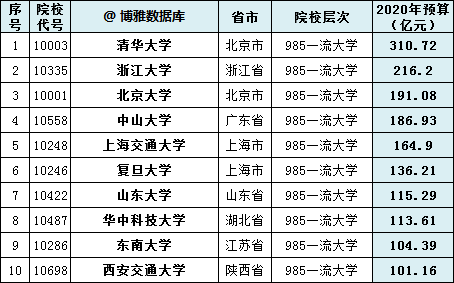 序号 院校代号 @ 博雅数据库 省市 院校层次 2020年预算（亿元）
1 10003 清华大学 北京市 985一流大学 310.72
2 10335 浙江大学 浙江省 985一流大学 216.2
3 10001 北京大学 北京市 985一流大学 191.08
4 10558 中山大学 广东省 985一流大学 186.93
5 10248 上海交通大学 上海市 985一流大学 164.9
6 10246 复旦大学 上海市 985一流大学 136.21
7 10422 山东大学 山东省 985一流大学 115.29
8 10487 华中科技大学 湖北省 985一流大学 113.61
9 10286 东南大学 江苏省 985一流大学 104.39
10 10698 西安交通大学 陕西省 985一流大学 101.16